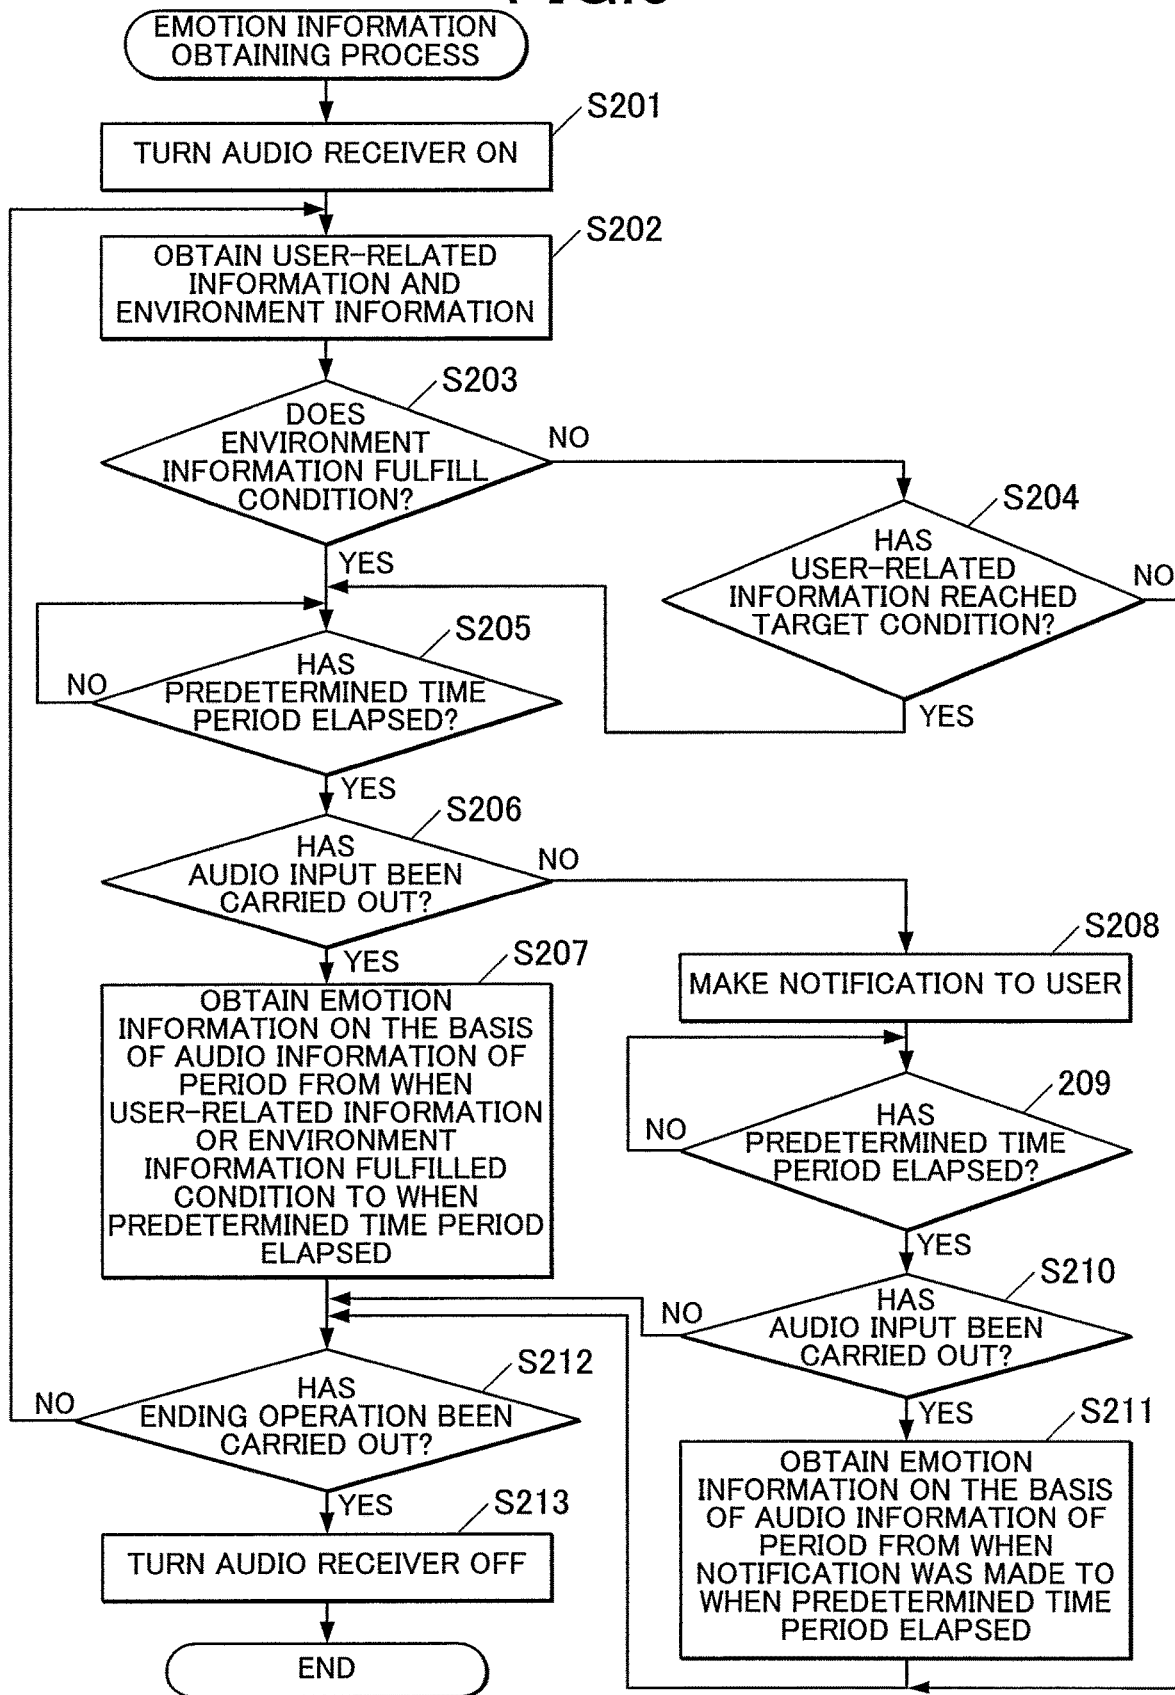 EMOTION INFORMATION
OBTAINING PROCESS
S201
TURN AUDIO RECEIVER ON
S202
OBTAIN USER-RELATED
INFORMATION AND
ENVIRONMENT INFORMATION
S203
DOES
ENVIRONMENT
INFORMATION FULFILL
CONDITION?
NO
YES
S204
HAS
USER-RELATED
INFORMATION REACHED
TARGET CONDITION?
NO
YES
S205
HAS
PREDETERMINED TIME
PERIOD ELAPSED?
NO
YES
S206
HAS
AUDIO INPUT BEEN
CARRIED OUT?
NO
YES
S207
OBTAIN EMOTION
INFORMATION ON THE BASIS
OF AUDIO INFORMATION OF
PERIOD FROM WHEN
USER-RELATED INFORMATION
OR ENVIRONMENT
INFORMATION FULFILLED
CONDITION TO WHEN
PREDETERMINED TIME PERIOD
ELAPSED
S208
MAKE NOTIFICATION TO USER
209
HAS
PREDETERMINED TIME
PERIOD ELAPSED?
NO
YES
S210
HAS
AUDIO INPUT BEEN
CARRIED OUT?
NO
YES
S211
OBTAIN EMOTION
INFORMATION ON THE BASIS
OF AUDIO INFORMATION OF
PERIOD FROM WHEN
NOTIFICATION WAS MADE TO
WHEN PREDETERMINED TIME
PERIOD ELAPSED
S212
HAS
ENDING OPERATION BEEN
CARRIED OUT?
NO
YES
S213
TURN AUDIO RECEIVER OFF
END